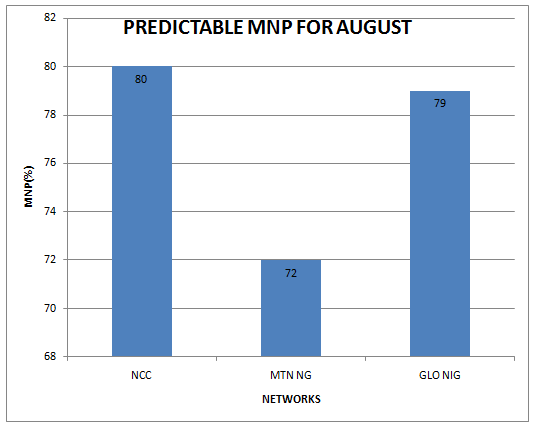 PREDICTABLE MNP FOR AUGUST
82
80
78
76
74
72
70
68
MNP(%)
80
72
79
NCC
MTN NG
GLO NIG
NETWORKS